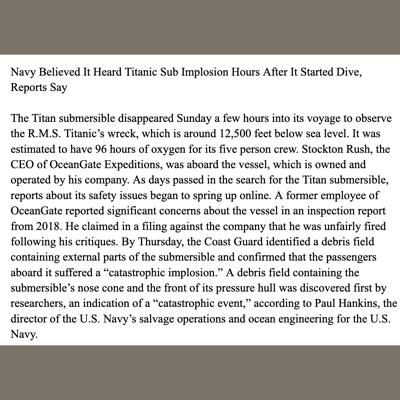 Navy Believed It Heard Titanic Sub Implosion Hours After It Started Dive,
Reports Say
The Titan submersible disappeared Sunday a few hours into its voyage to observe
the R.M.S. Titanic’s wreck, which is around 12,500 feet below sea level. It was
estimated to have 96 hours of oxygen for its five person crew. Stockton Rush, the
CEO of OceanGate Expeditions, was aboard the vessel, which is owned and
operated by his company. As days passed in the search for the Titan submersible,
reports about its safety issues began to spring up online. A former employee of
OceanGate reported significant concerns about the vessel in an inspection report
from 2018. He claimed in a filing against the company that he was unfairly fired
following his critiques. By Thursday, the Coast Guard identified a debris field
containing external parts of the submersible and confirmed that the passengers
aboard it suffered a “catastrophic implosion.” A debris field containing the
submersible’s nose cone and the front of its pressure hull was discovered first by
researchers, an indication of a “catastrophic event,” according to Paul Hankins, the
director of the U.S. Navy’s salvage operations and ocean engineering for the U.S.
Navy.